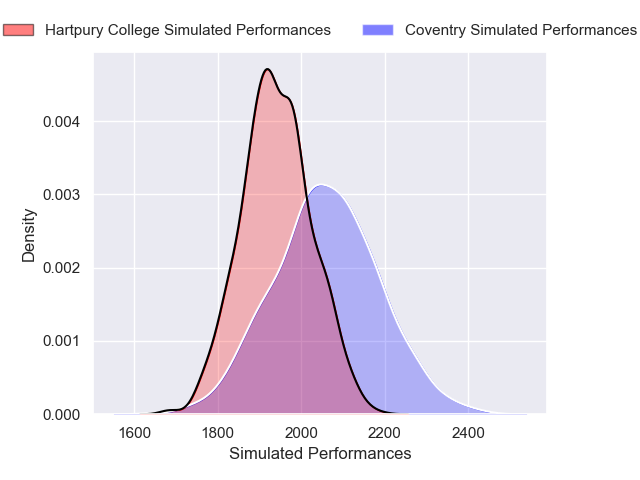 Hartpury College Simulated Performances
Coventry Simulated Performances
0.004
0.003
0.002
0.001
0.000
Density
1600
1800
2000
2200
2400
Simulated Performances